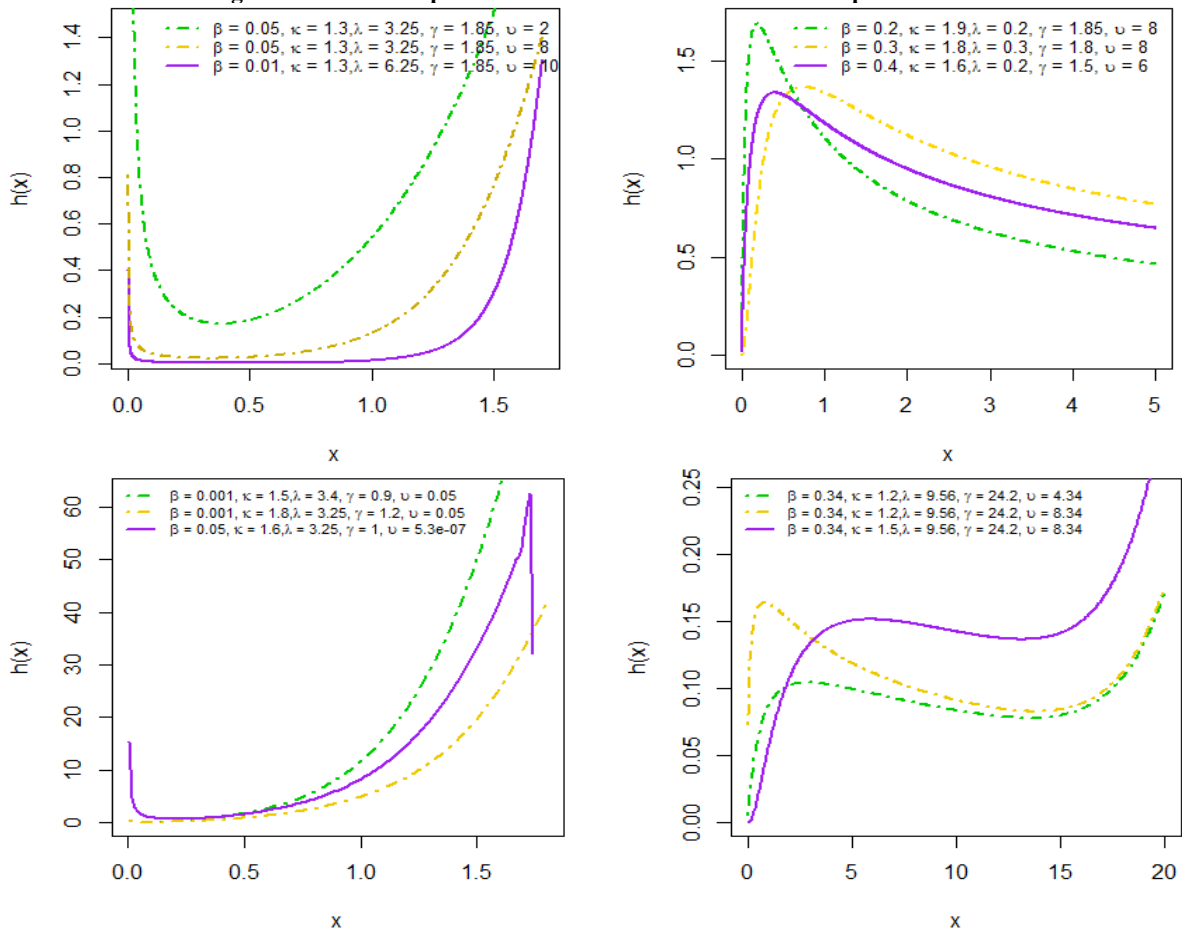 β = 0.05, κ = 1.3,λ = 3.25, γ = 1.85, υ = 2
β = 0.05, κ = 1.3,λ = 3.25, γ = 1.85, υ = 8
β = 0.01, κ = 1.3,λ = 6.25, γ = 1.85, υ = 10
h(x)
1.4
1.2
1.0
0.8
0.6
0.4
0.2
0.0
0.0 0.5 1.0 1.5
x
β = 0.2, κ = 1.9,λ = 0.2, γ = 1.85, υ = 8
β = 0.3, κ = 1.8,λ = 0.3, γ = 1.8, υ = 8
β = 0.4, κ = 1.6,λ = 0.2, γ = 1.5, υ = 6
h(x)
1.5
1.0
0.5
0.0
0 1 2 3 4 5
x
β = 0.001, κ = 1.5,λ = 3.4, γ = 0.9, υ = 0.05
β = 0.001, κ = 1.8,λ = 3.25, γ = 1.2, υ = 0.05
β = 0.05, κ = 1.6,λ = 3.25, γ = 1, υ = 5.3e-07
h(x)
60
50
40
30
20
10
0
0.0 0.5 1.0 1.5
x
β = 0.34, κ = 1.2,λ = 9.56, γ = 24.2, υ = 4.34
β = 0.34, κ = 1.2,λ = 9.56, γ = 24.2, υ = 8.34
β = 0.34, κ = 1.5,λ = 9.56, γ = 24.2, υ = 8.34
h(x)
0.25
0.20
0.15
0.10
0.05
0.00
0 5 10 15 20
x